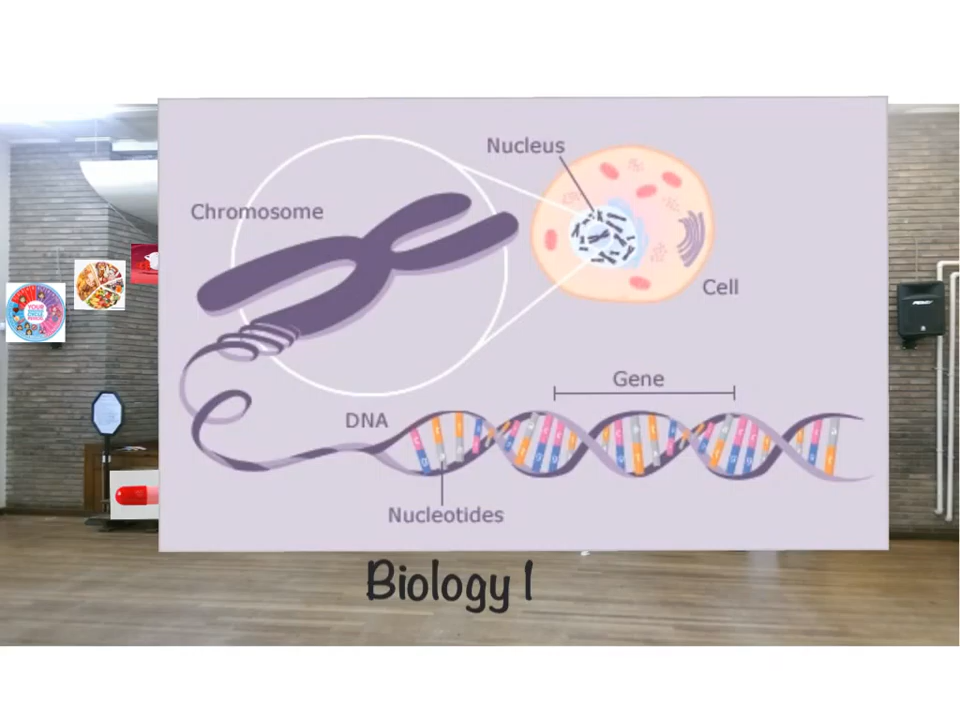 Nucleus
Chromosome
Cell
Gene
DNA
Nucleotides
Biology 1